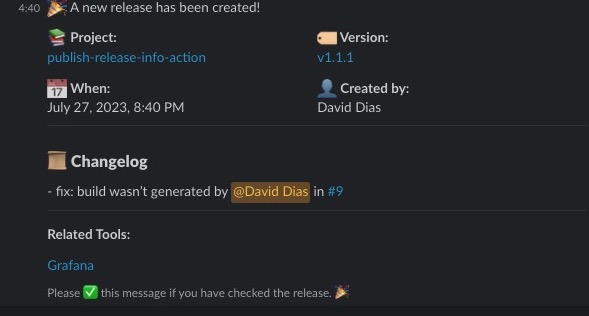 4:40 🎉 A new release has been created!
📚 Project:
publish-release-info-action
🏷️ Version:
v1.1.1
📅 When:
July 27, 2023, 8:40 PM
👤 Created by:
David Dias
📜 Changelog
- fix: build wasn't generated by @David Dias in #9
Related Tools:
Grafana
Please ✅ this message if you have checked the release. 🎉